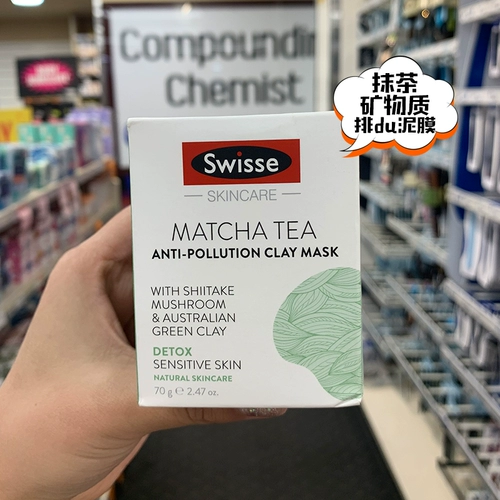 Compoundin
Chemist
抹茶
矿物质
排du泥膜
Swisse
SKINCARE
MATCHA TEA
ANTI-POLLUTION CLAY MASK
WITH SHIITAKE
MUSHROOM
& AUSTRALIAN
GREEN CLAY
DETOX
SENSITIVE SKIN
NATURAL SKINCARE
70 g ℮ 2.47 oz.